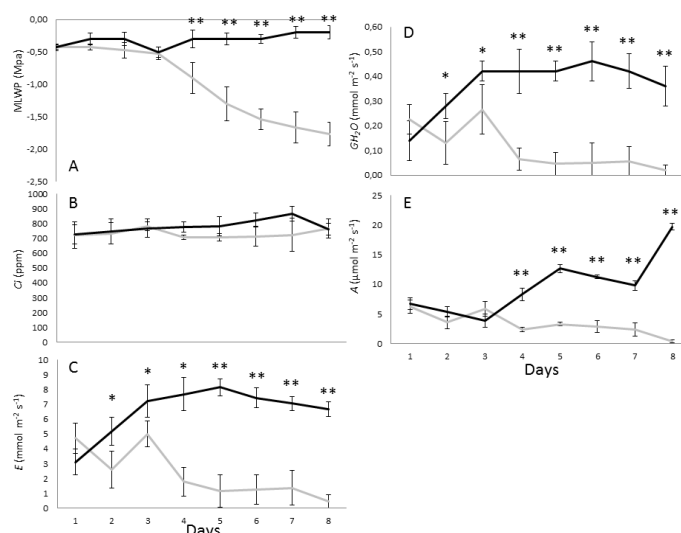 0,00
-0,50
-1,00
-1,50
-2,00
-2,50
MLWP (Mpa)
** ** ** ** **
A
1000
900
800
700
600
500
400
300
200
100
0
Ci (ppm)
B
10
9
8
7
6
5
4
3
2
1
0
E (mmol m⁻² s⁻¹)
C
* * * ** ** ** **
1 2 3 4 5 6 7 8
Days
0,60
0,50
0,40
0,30
0,20
0,10
0,00
GH₂O (mmol m⁻² s⁻¹)
D
* * ** ** ** ** **
25
20
15
10
5
0
A (μmol m⁻² s⁻¹)
E
** ** ** ** **
1 2 3 4 5 6 7 8
Days